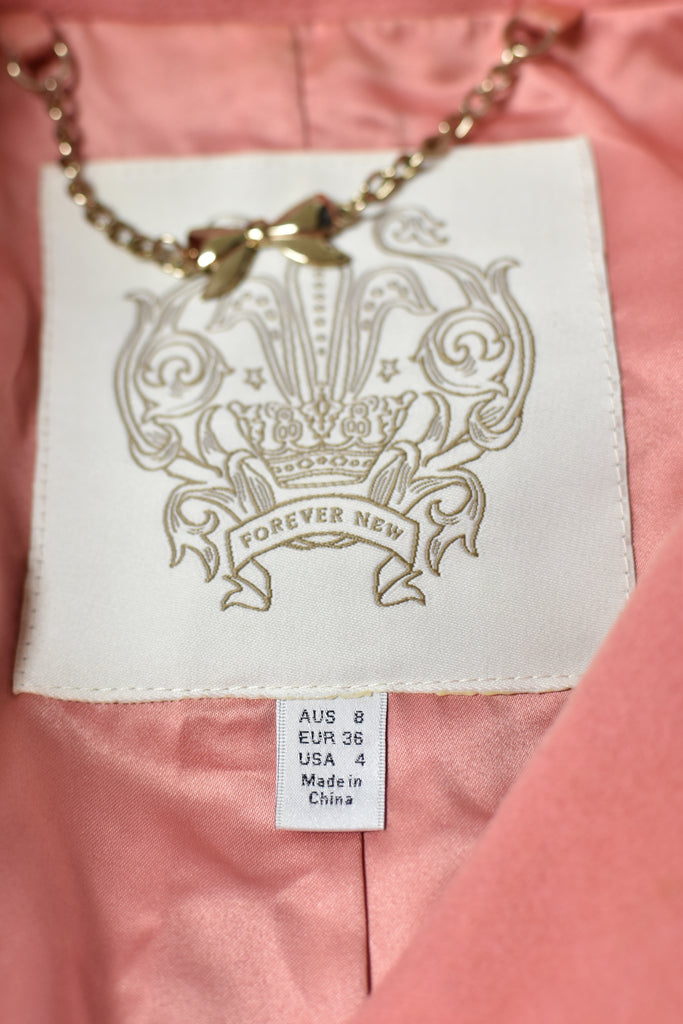 FOREVER NEW
AUS 8
EUR 36
USA 4
Made in
China